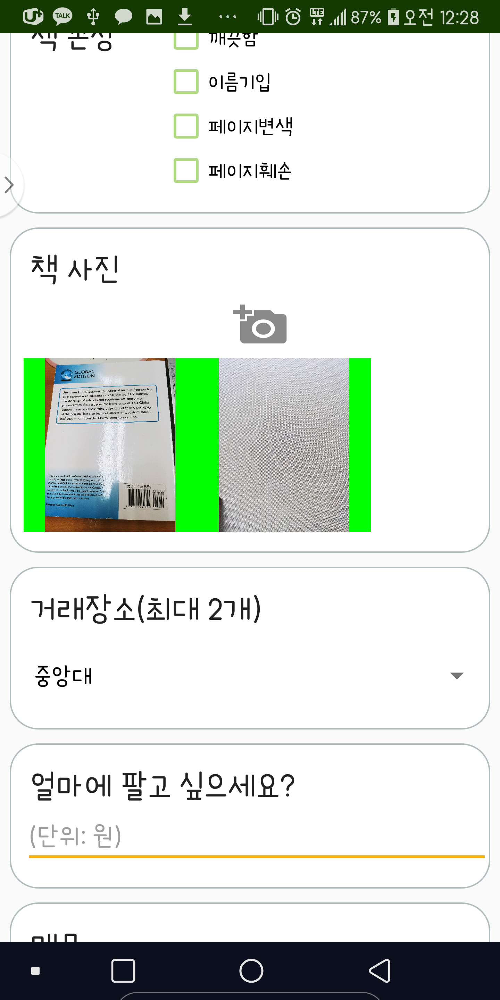 TALK
LTE
87%
오전 12:28
깨끗함
이름기입
페이지변색
페이지훼손
책 사진
GLOBAL
EDITION
For these Global Editions, the editorial team at Pearson has
collaborated with educators across the world to address
a wide range of subjects and requirements, equipping
students with the best possible learning tools. This Global
Edition preserves the cutting-edge approach and pedagogy
of the original, but also features alterations, customization,
and adaptation from the North American version.
Pearson Global Edition
거래장소(최대 2개)
중앙대
얼마에 팔고 싶으세요?
(단위: 원)